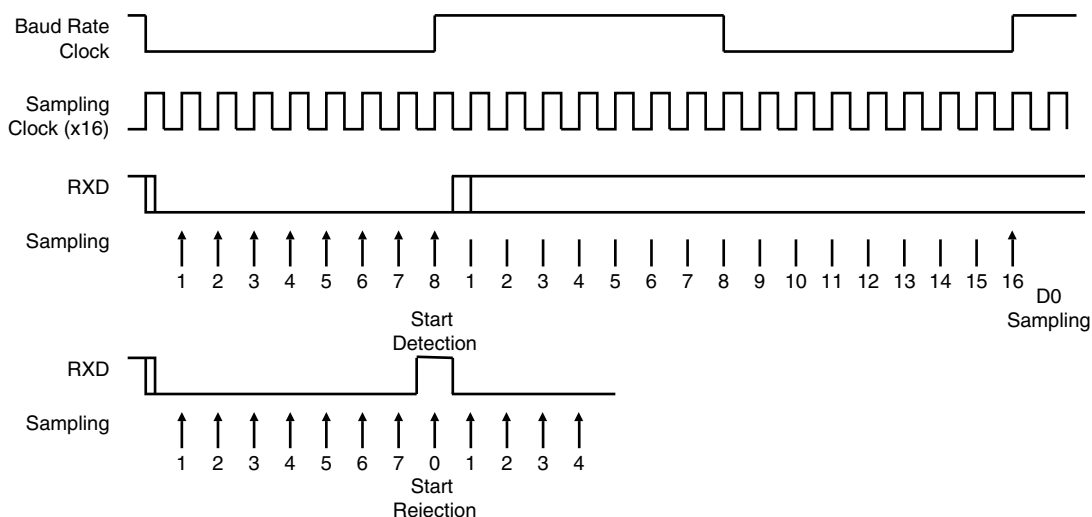 Baud Rate
Clock
Sampling
Clock (x16)
RXD
Sampling
1 2 3 4 5 6 7 8 1 2 3 4 5 6 7 8 9 10 11 12 13 14 15 16
D0
Sampling
Start
Detection
RXD
Sampling
1 2 3 4 5 6 7 0 1 2 3 4
Start
Rejection